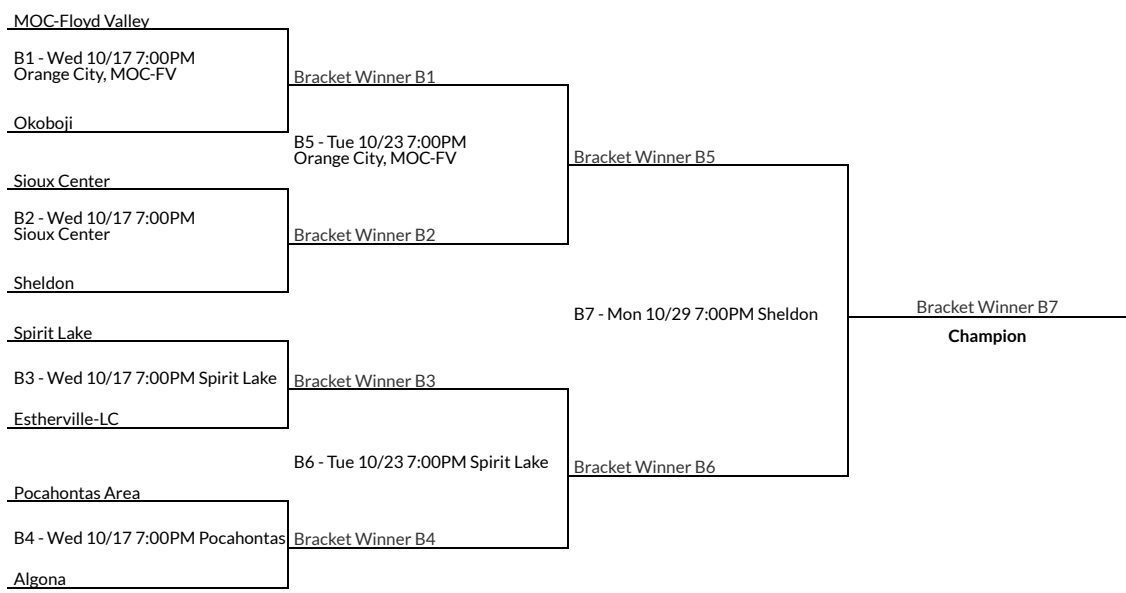 MOC-Floyd Valley
B1 - Wed 10/17 7:00PM
Orange City, MOC-FV
Okoboji
Bracket Winner B1
B5 - Tue 10/23 7:00PM
Orange City, MOC-FV
Sioux Center
B2 - Wed 10/17 7:00PM
Sioux Center
Sheldon
Bracket Winner B2
Bracket Winner B5
B7 - Mon 10/29 7:00PM Sheldon
Bracket Winner B7
Champion
Spirit Lake
B3 - Wed 10/17 7:00PM Spirit Lake
Estherville-LC
Bracket Winner B3
B6 - Tue 10/23 7:00PM Spirit Lake
Bracket Winner B6
Pocahontas Area
B4 - Wed 10/17 7:00PM Pocahontas
Algona
Bracket Winner B4